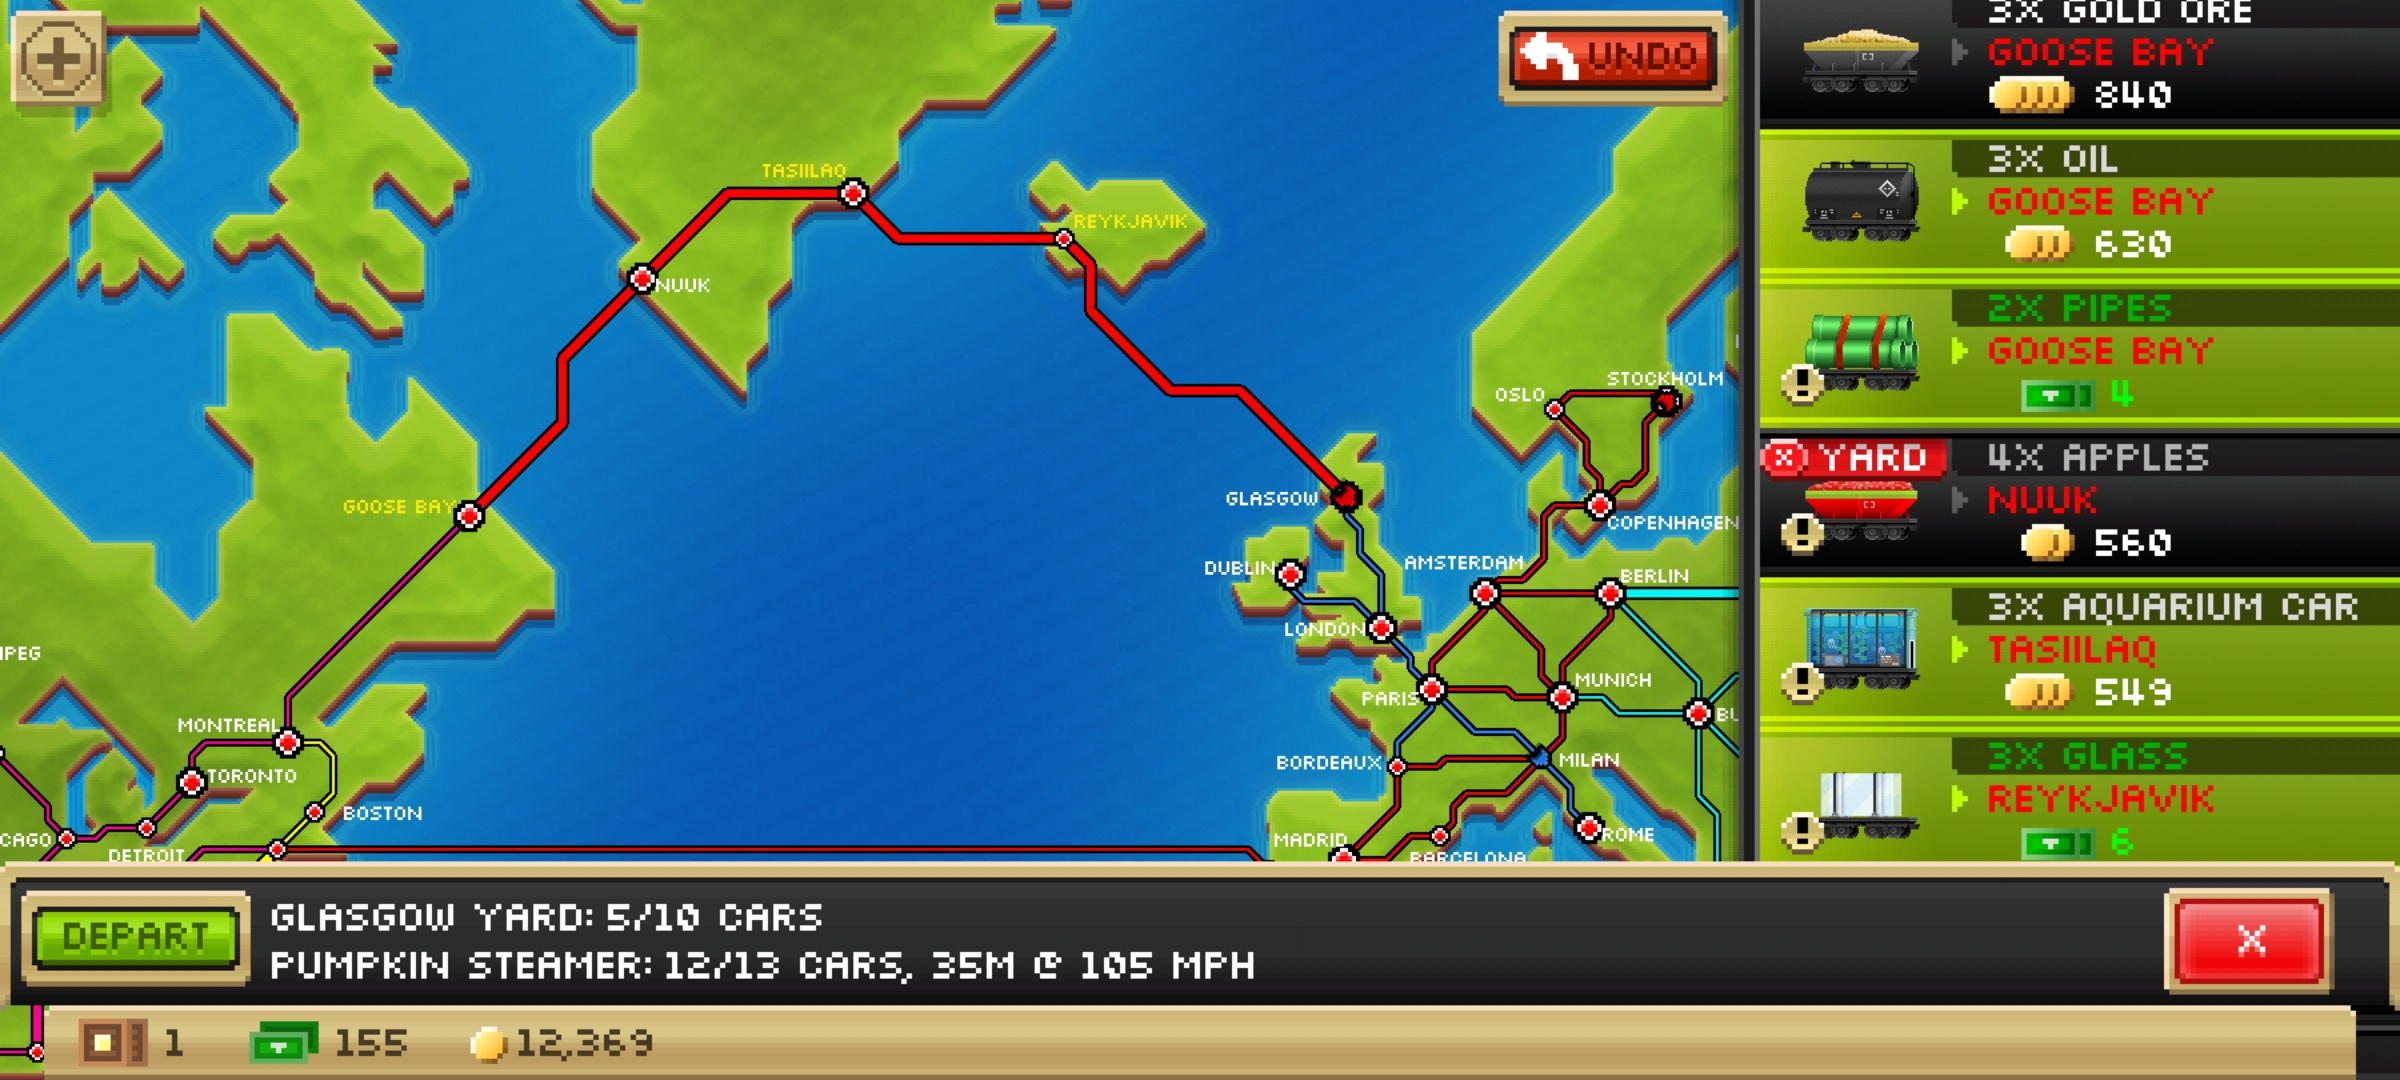 UNDO
TASIILAQ
REYKJAVIK
NUUK
GOOSE BAY
GLASGOW
OSLO
STOCKHOLM
COPENHAGEN
DUBLIN
AMSTERDAM
BERLIN
LONDON
PARIS
MUNICH
BU
BORDEAUX
MILAN
MADRID
BARCELONA
ROME
IPEG
MONTREAL
TORONTO
BOSTON
CAGO
DETROIT
3X GOLD ORE
GOOSE BAY
840
3X OIL
GOOSE BAY
630
2X PIPES
GOOSE BAY
4
YARD
4X APPLES
NUUK
560
3X AQUARIUM CAR
TASIILAQ
549
3X GLASS
REYKJAVIK
6
DEPART
GLASGOW YARD: 5/10 CARS
PUMPKIN STEAMER: 12/13 CARS, 35M @ 105 MPH
X
1
155
12,369